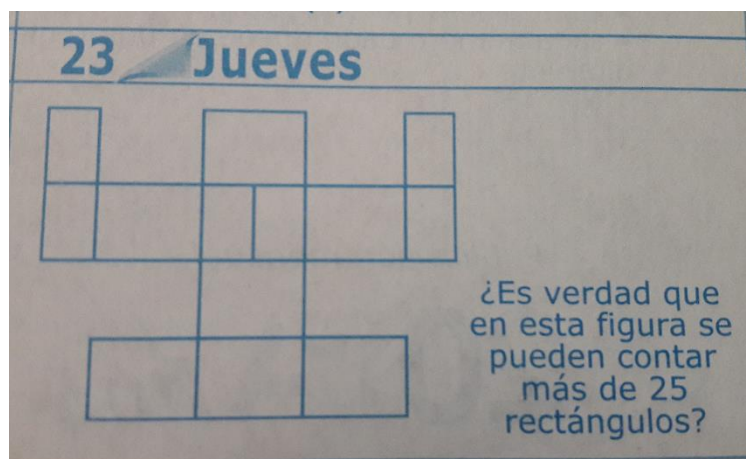 23 Jueves
¿Es verdad que
en esta figura se
pueden contar
más de 25
rectángulos?